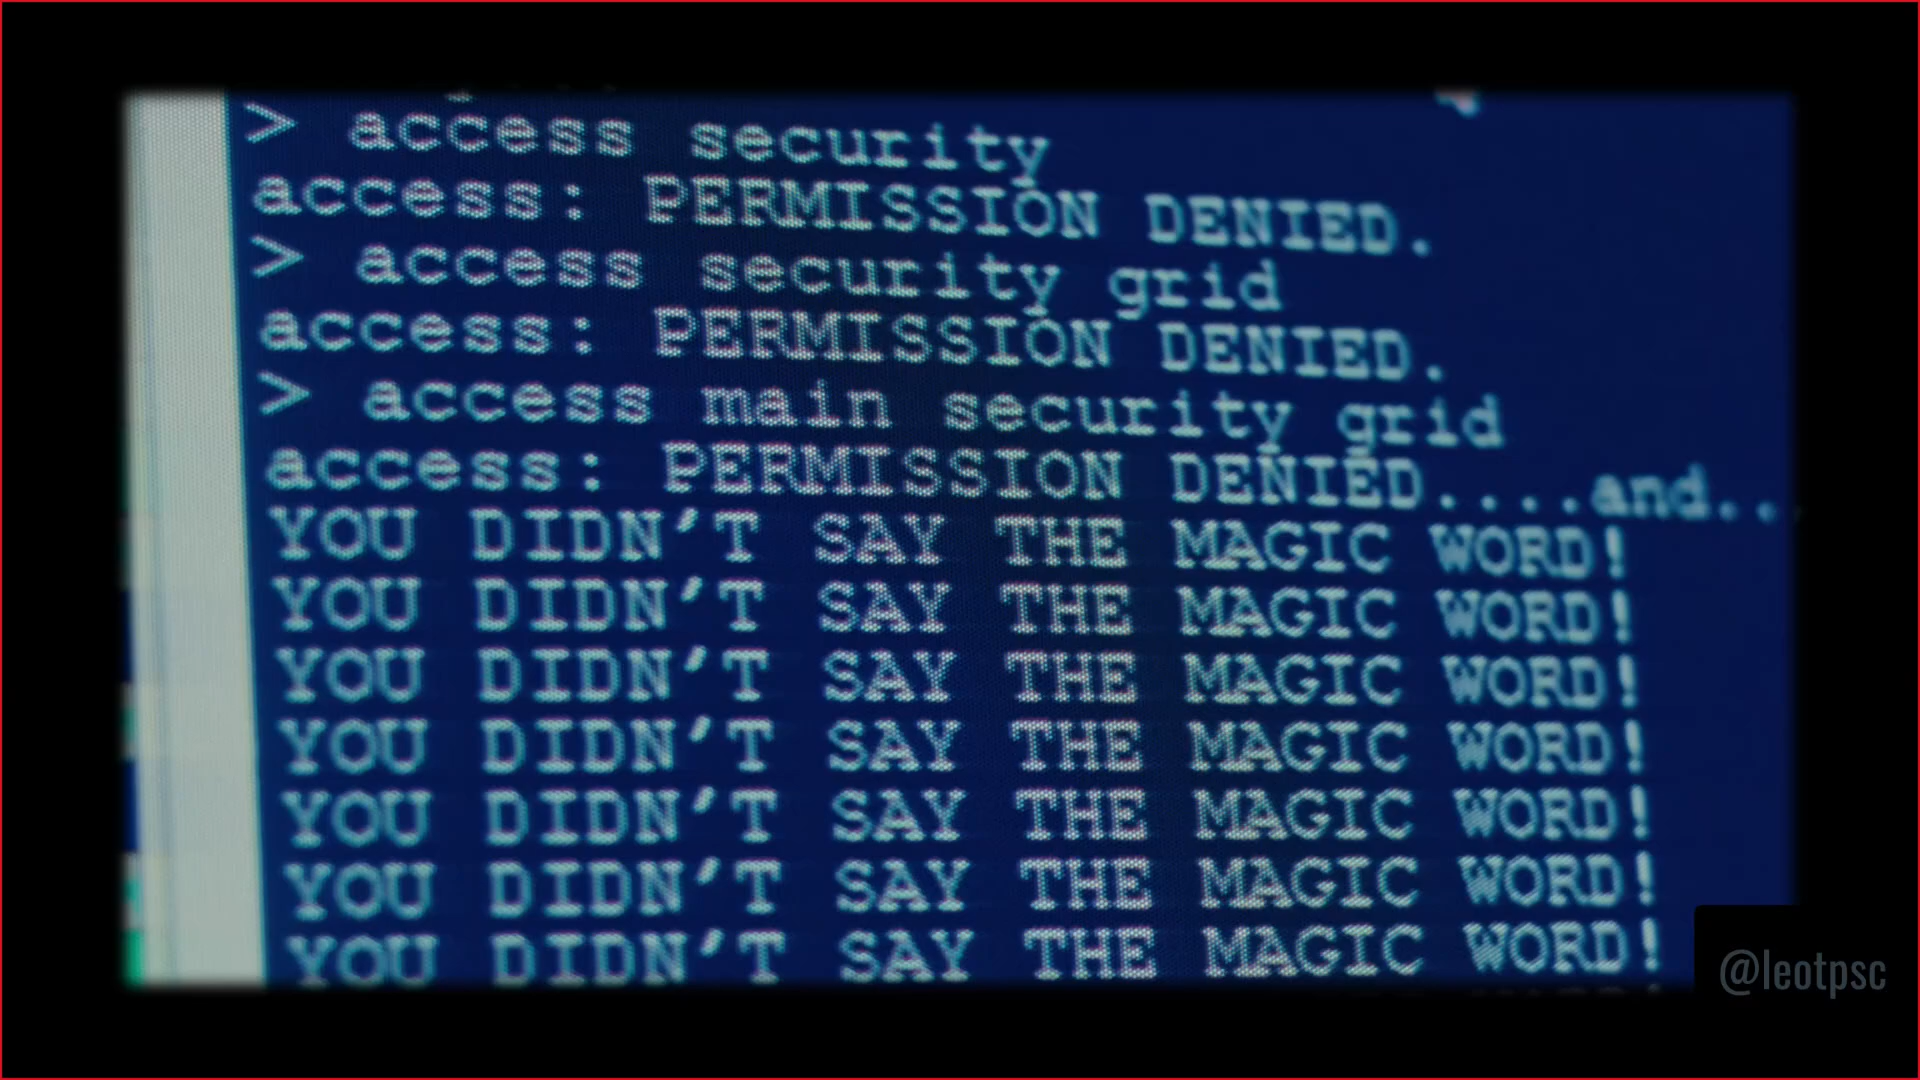 > access security
access: PERMISSION DENIED.
> access security grid
access: PERMISSION DENIED.
> access main security grid
access: PERMISSION DENIED....and..
YOU DIDN'T SAY THE MAGIC WORD!
YOU DIDN'T SAY THE MAGIC WORD!
YOU DIDN'T SAY THE MAGIC WORD!
YOU DIDN'T SAY THE MAGIC WORD!
YOU DIDN'T SAY THE MAGIC WORD!
YOU DIDN'T SAY THE MAGIC WORD!
YOU DIDN'T SAY THE MAGIC WORD!
@leotpsc